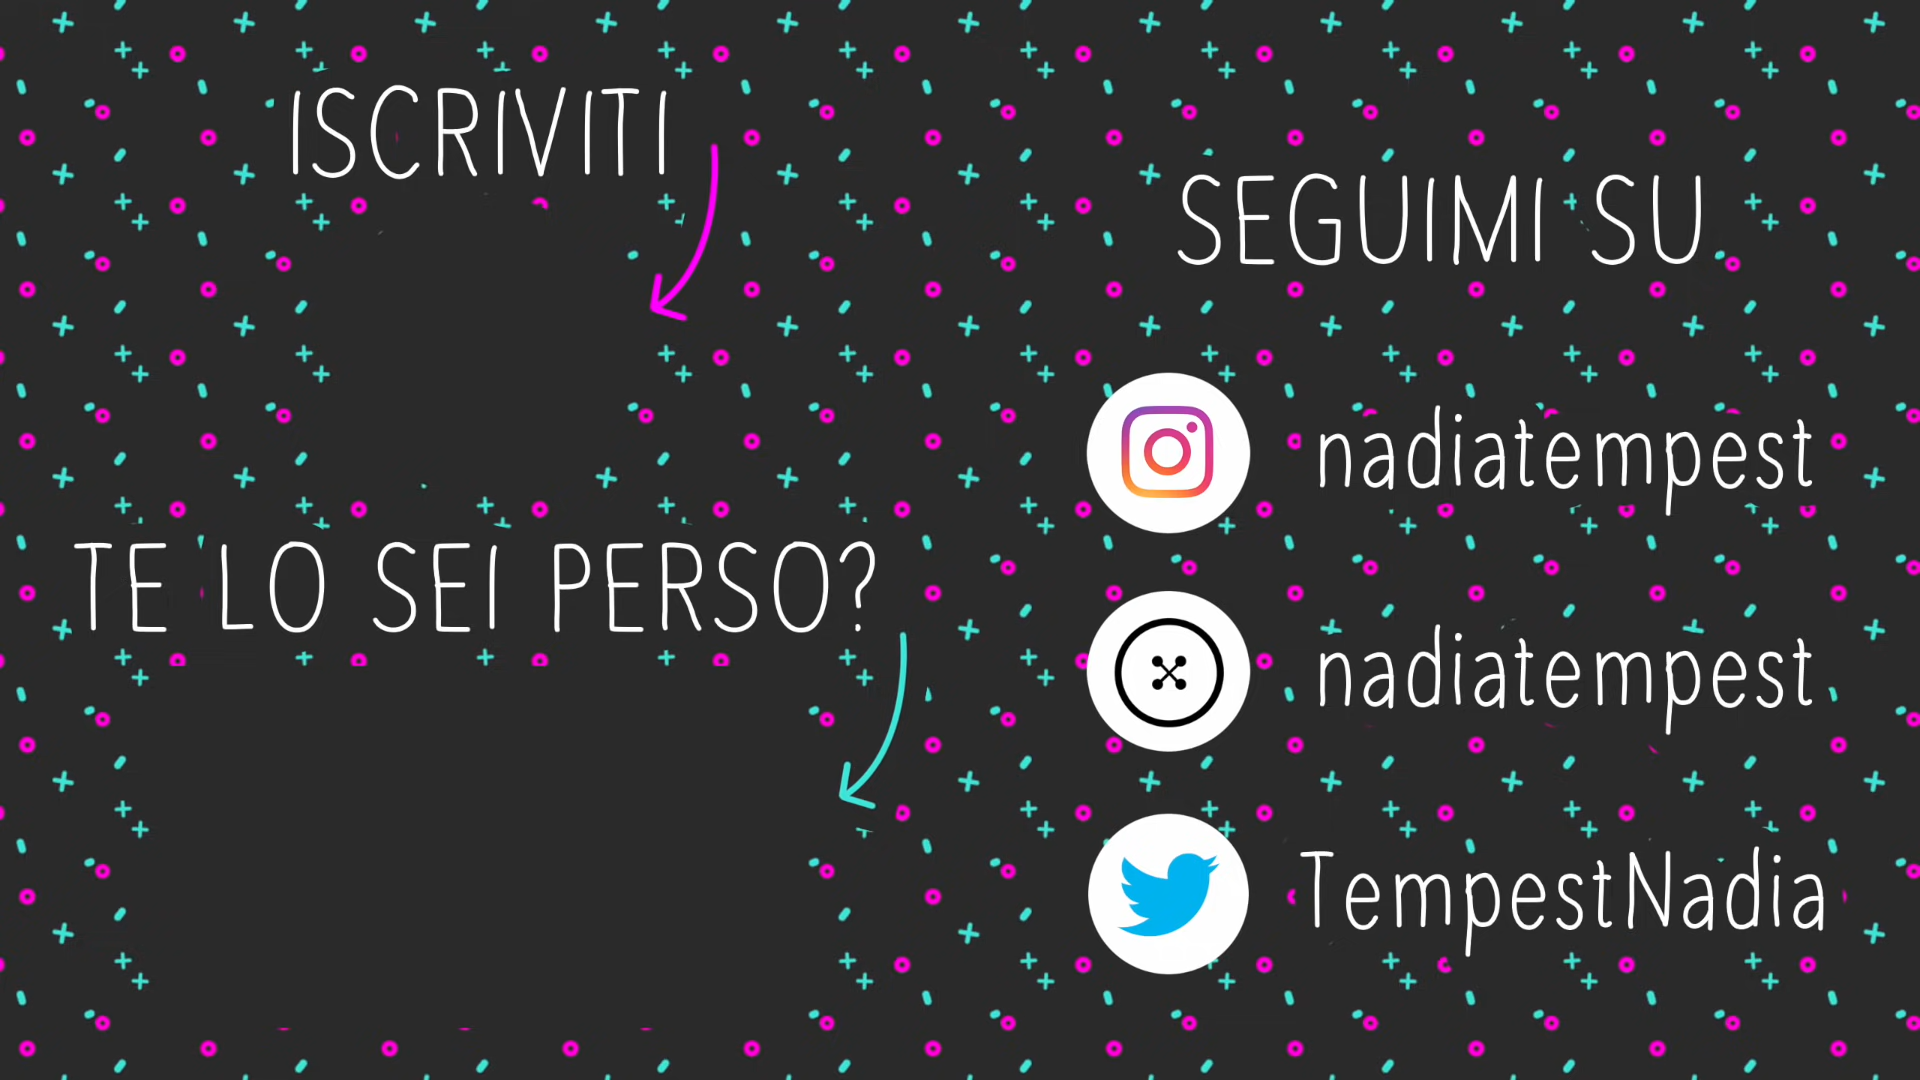 ISCRIVITI
TE LO SEI PERSO?
SEGUIMI SU
nadiatempest
nadiatempest
TempestNadia